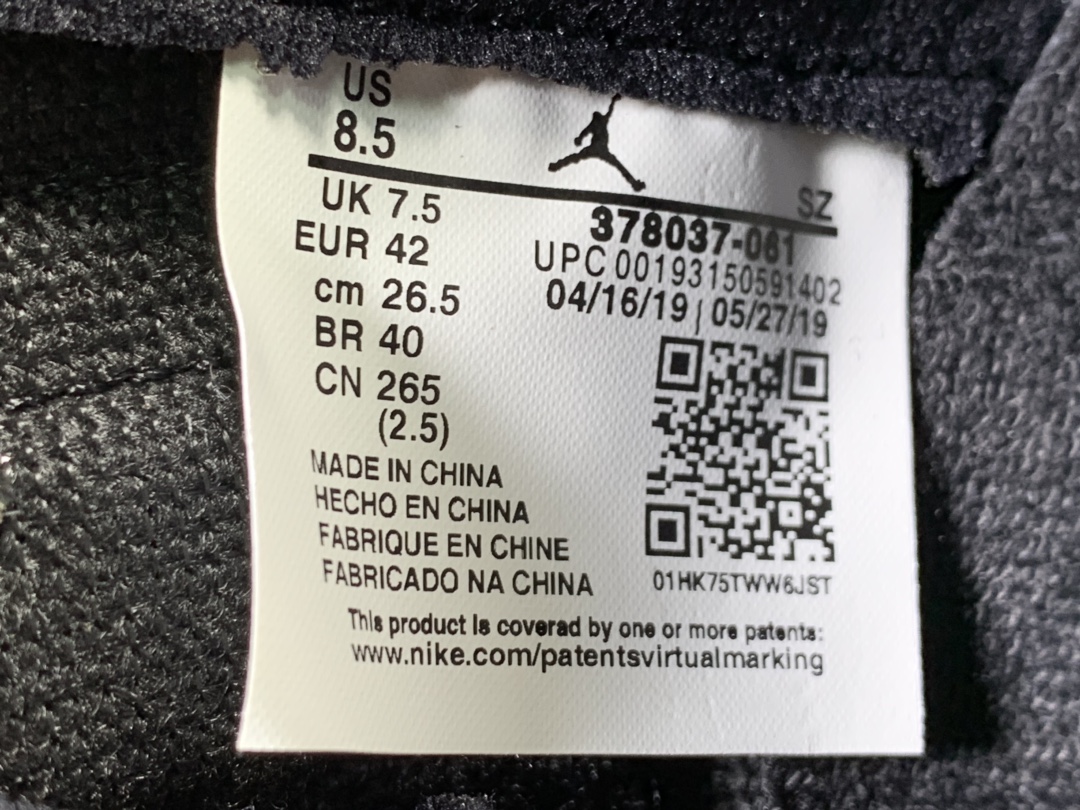 US
8.5
SZ
UK 7.5
378037-061
EUR 42
UPC 00193150591402
cm 26.5
04/16/19 | 05/27/19
BR 40
CN 265
(2.5)
MADE IN CHINA
HECHO EN CHINA
FABRIQUE EN CHINE
FABRICADO NA CHINA
01HK75TWW6JST
This product is covered by one or more patents:
www.nike.com/patentsvirtualmarking